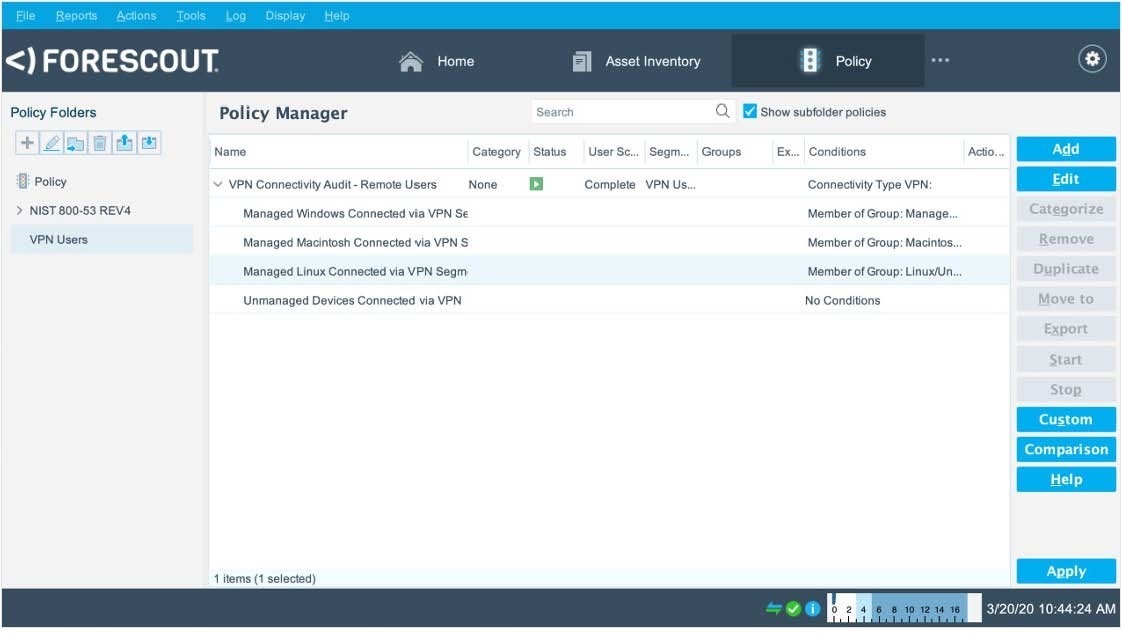 File Reports Actions Tools Log Display Help
<) FORESCOUT. Home Asset Inventory Policy •••
Policy Folders
Policy
NIST 800-53 REV4
VPN Users
Policy Manager Search Show subfolder policies
Name Category Status User Sc... Segm... Groups Ex... Conditions Actio...
VPN Connectivity Audit - Remote Users None Complete VPN Us... Connectivity Type VPN:
Managed Windows Connected via VPN Se Member of Group: Manage...
Managed Macintosh Connected via VPN S Member of Group: Macintos...
Managed Linux Connected via VPN Segm Member of Group: Linux/Un...
Unmanaged Devices Connected via VPN No Conditions
1 items (1 selected)
Add
Edit
Categorize
Remove
Duplicate
Move to
Export
Start
Stop
Custom
Comparison
Help
Apply
0 2 4 6 8 10 12 14 16 3/20/20 10:44:24 AM